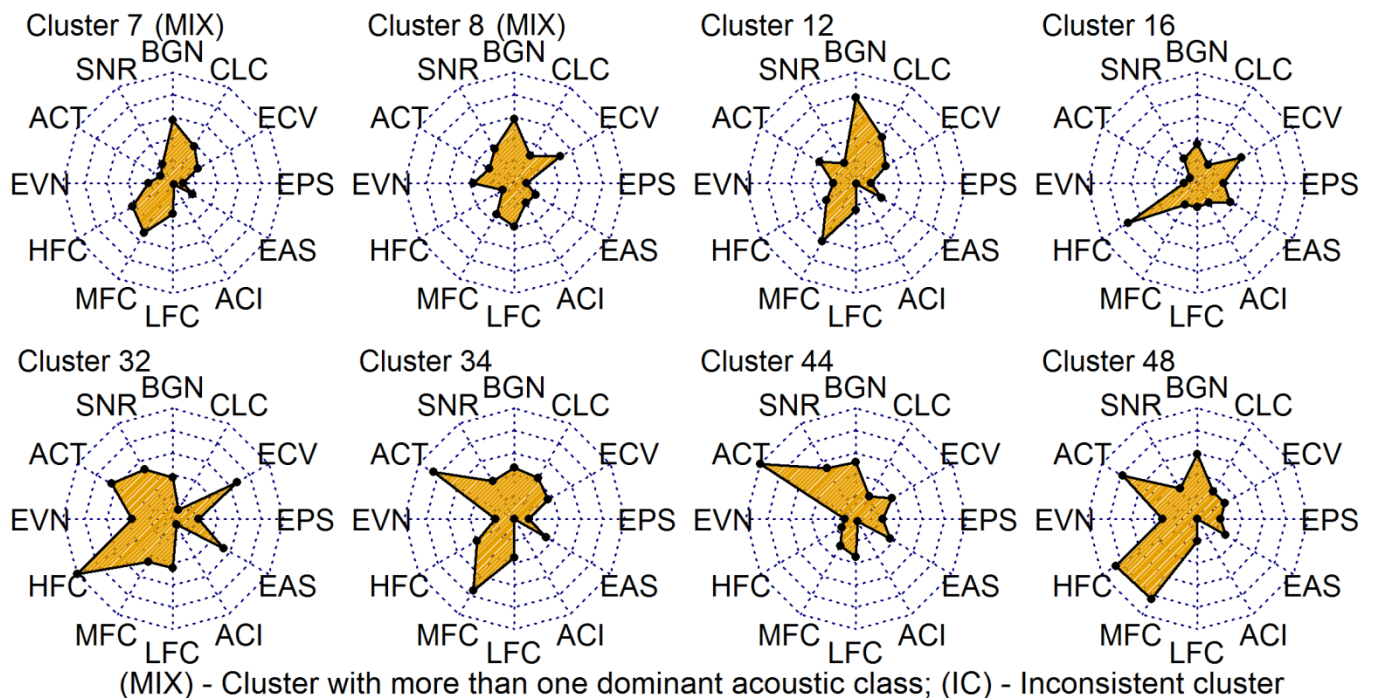 Cluster 7 (MIX) Cluster 8 (MIX) Cluster 12 Cluster 16
BGN BGN BGN BGN
SNR CLC SNR CLC SNR CLC SNR CLC
ACT ECV ACT ECV ACT ECV ACT ECV
EVN EPS EVN EPS EVN EPS EVN EPS
HFC EAS HFC EAS HFC EAS HFC EAS
MFC ACI MFC ACI MFC ACI MFC ACI
LFC LFC LFC LFC
Cluster 32 Cluster 34 Cluster 44 Cluster 48
BGN BGN BGN BGN
SNR CLC SNR CLC SNR CLC SNR CLC
ACT ECV ACT ECV ACT ECV ACT ECV
EVN EPS EVN EPS EVN EPS EVN EPS
HFC EAS HFC EAS HFC EAS HFC EAS
MFC ACI MFC ACI MFC ACI MFC ACI
LFC LFC LFC LFC
(MIX) - Cluster with more than one dominant acoustic class; (IC) - Inconsistent cluster